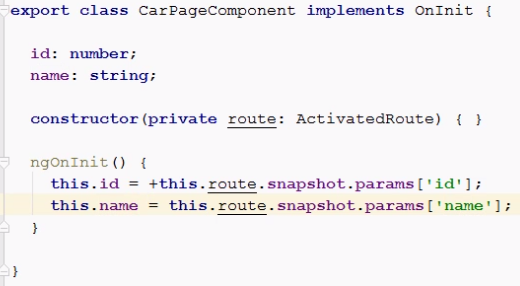 export class CarPageComponent implements OnInit {
id: number;
name: string;
constructor(private route: ActivatedRoute) { }
ngOnInit() {
this.id = +this.route.snapshot.params['id'];
this.name = this.route.snapshot.params['name'];
}
}